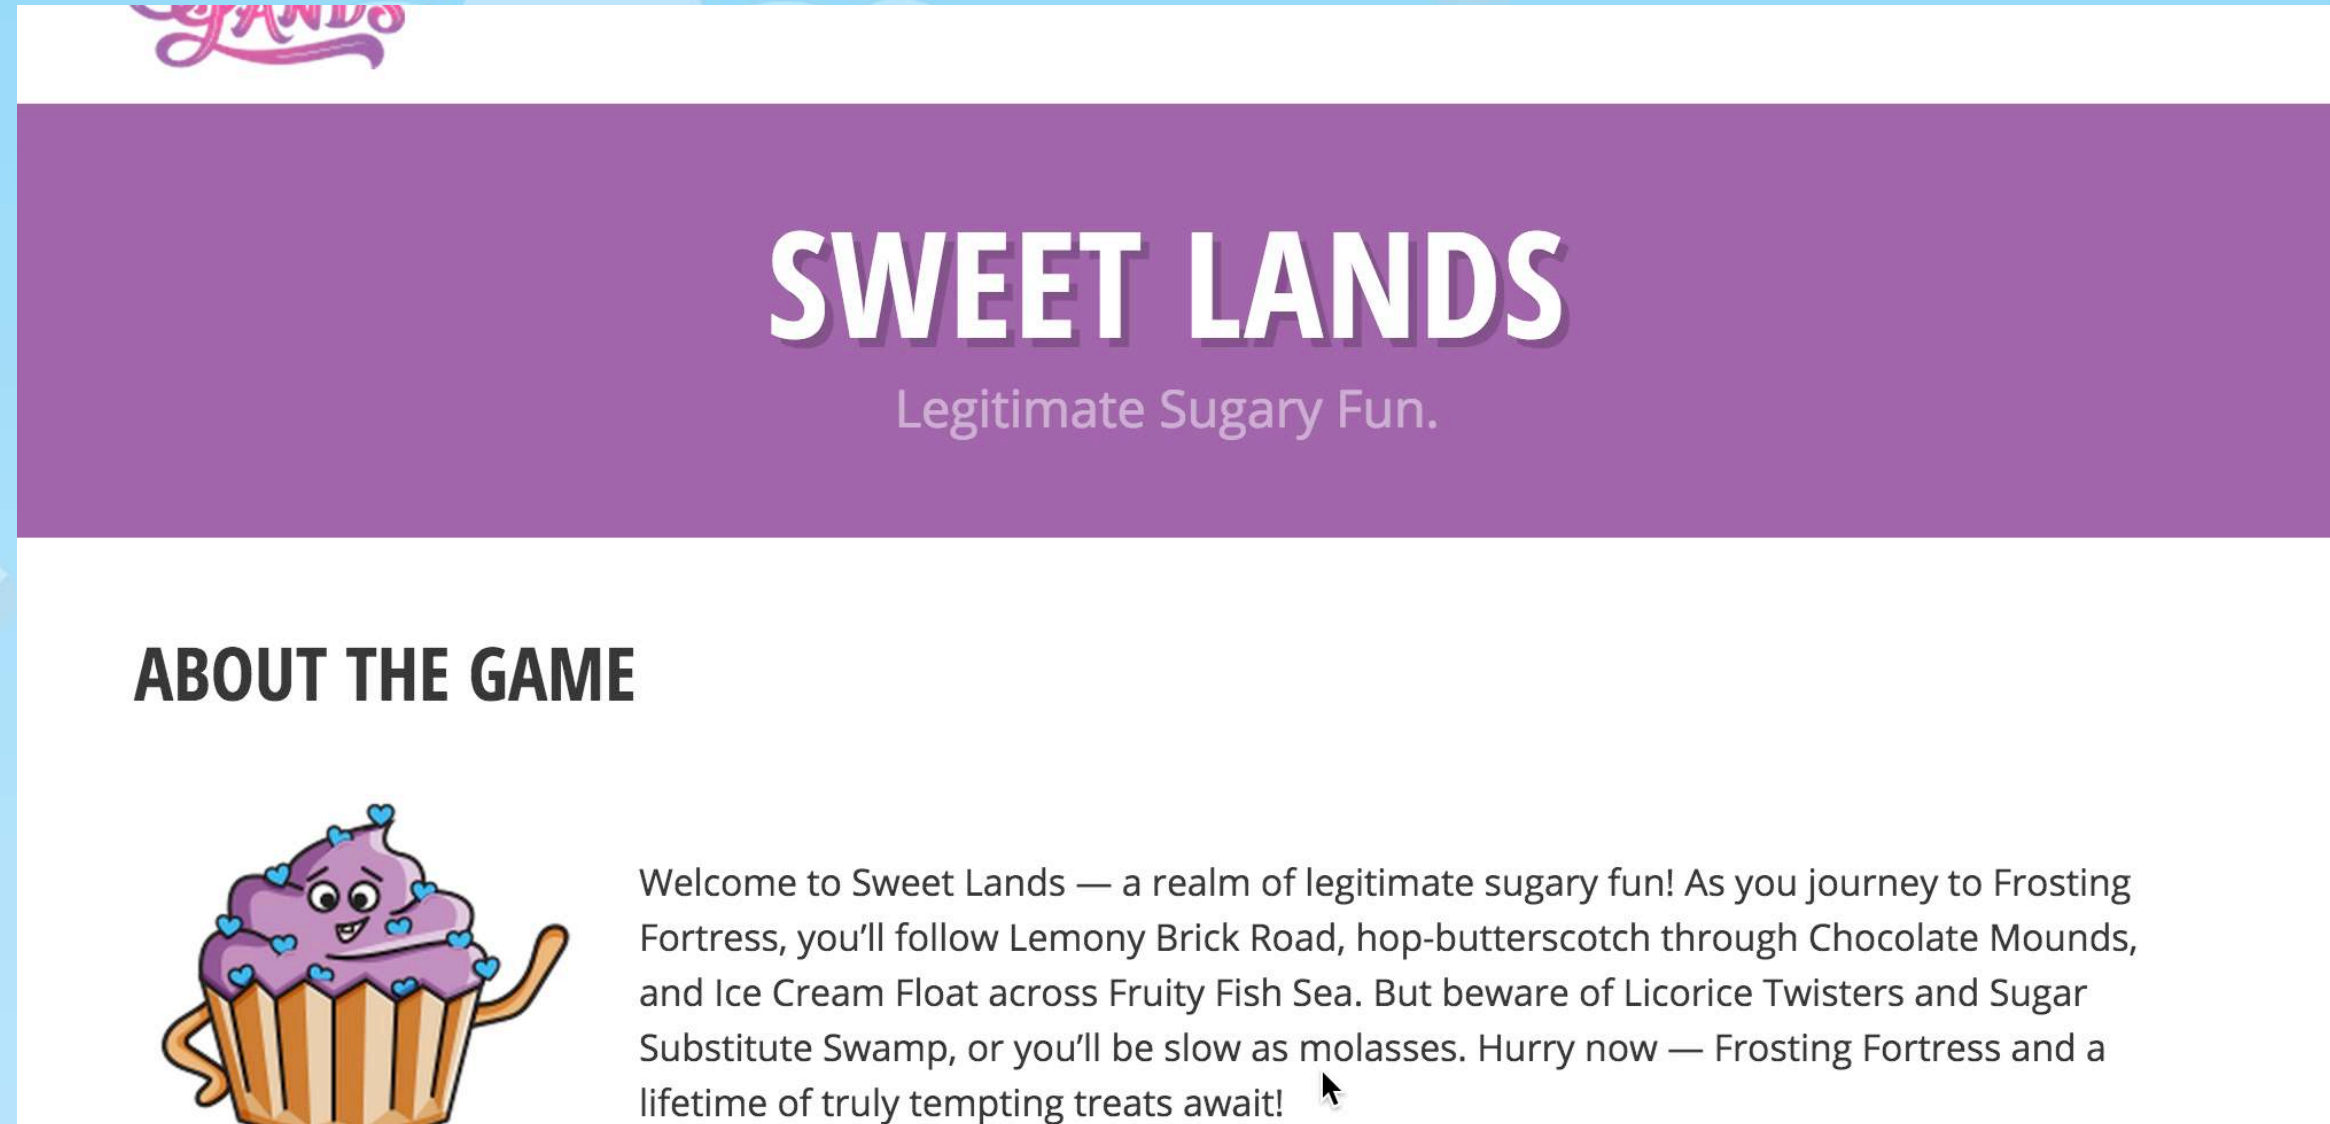 LANDS
SWEET LANDS
Legitimate Sugary Fun.
ABOUT THE GAME
Welcome to Sweet Lands — a realm of legitimate sugary fun! As you journey to Frosting
Fortress, you’ll follow Lemony Brick Road, hop-butterscotch through Chocolate Mounds,
and Ice Cream Float across Fruity Fish Sea. But beware of Licorice Twisters and Sugar
Substitute Swamp, or you’ll be slow as molasses. Hurry now — Frosting Fortress and a
lifetime of truly tempting treats await!